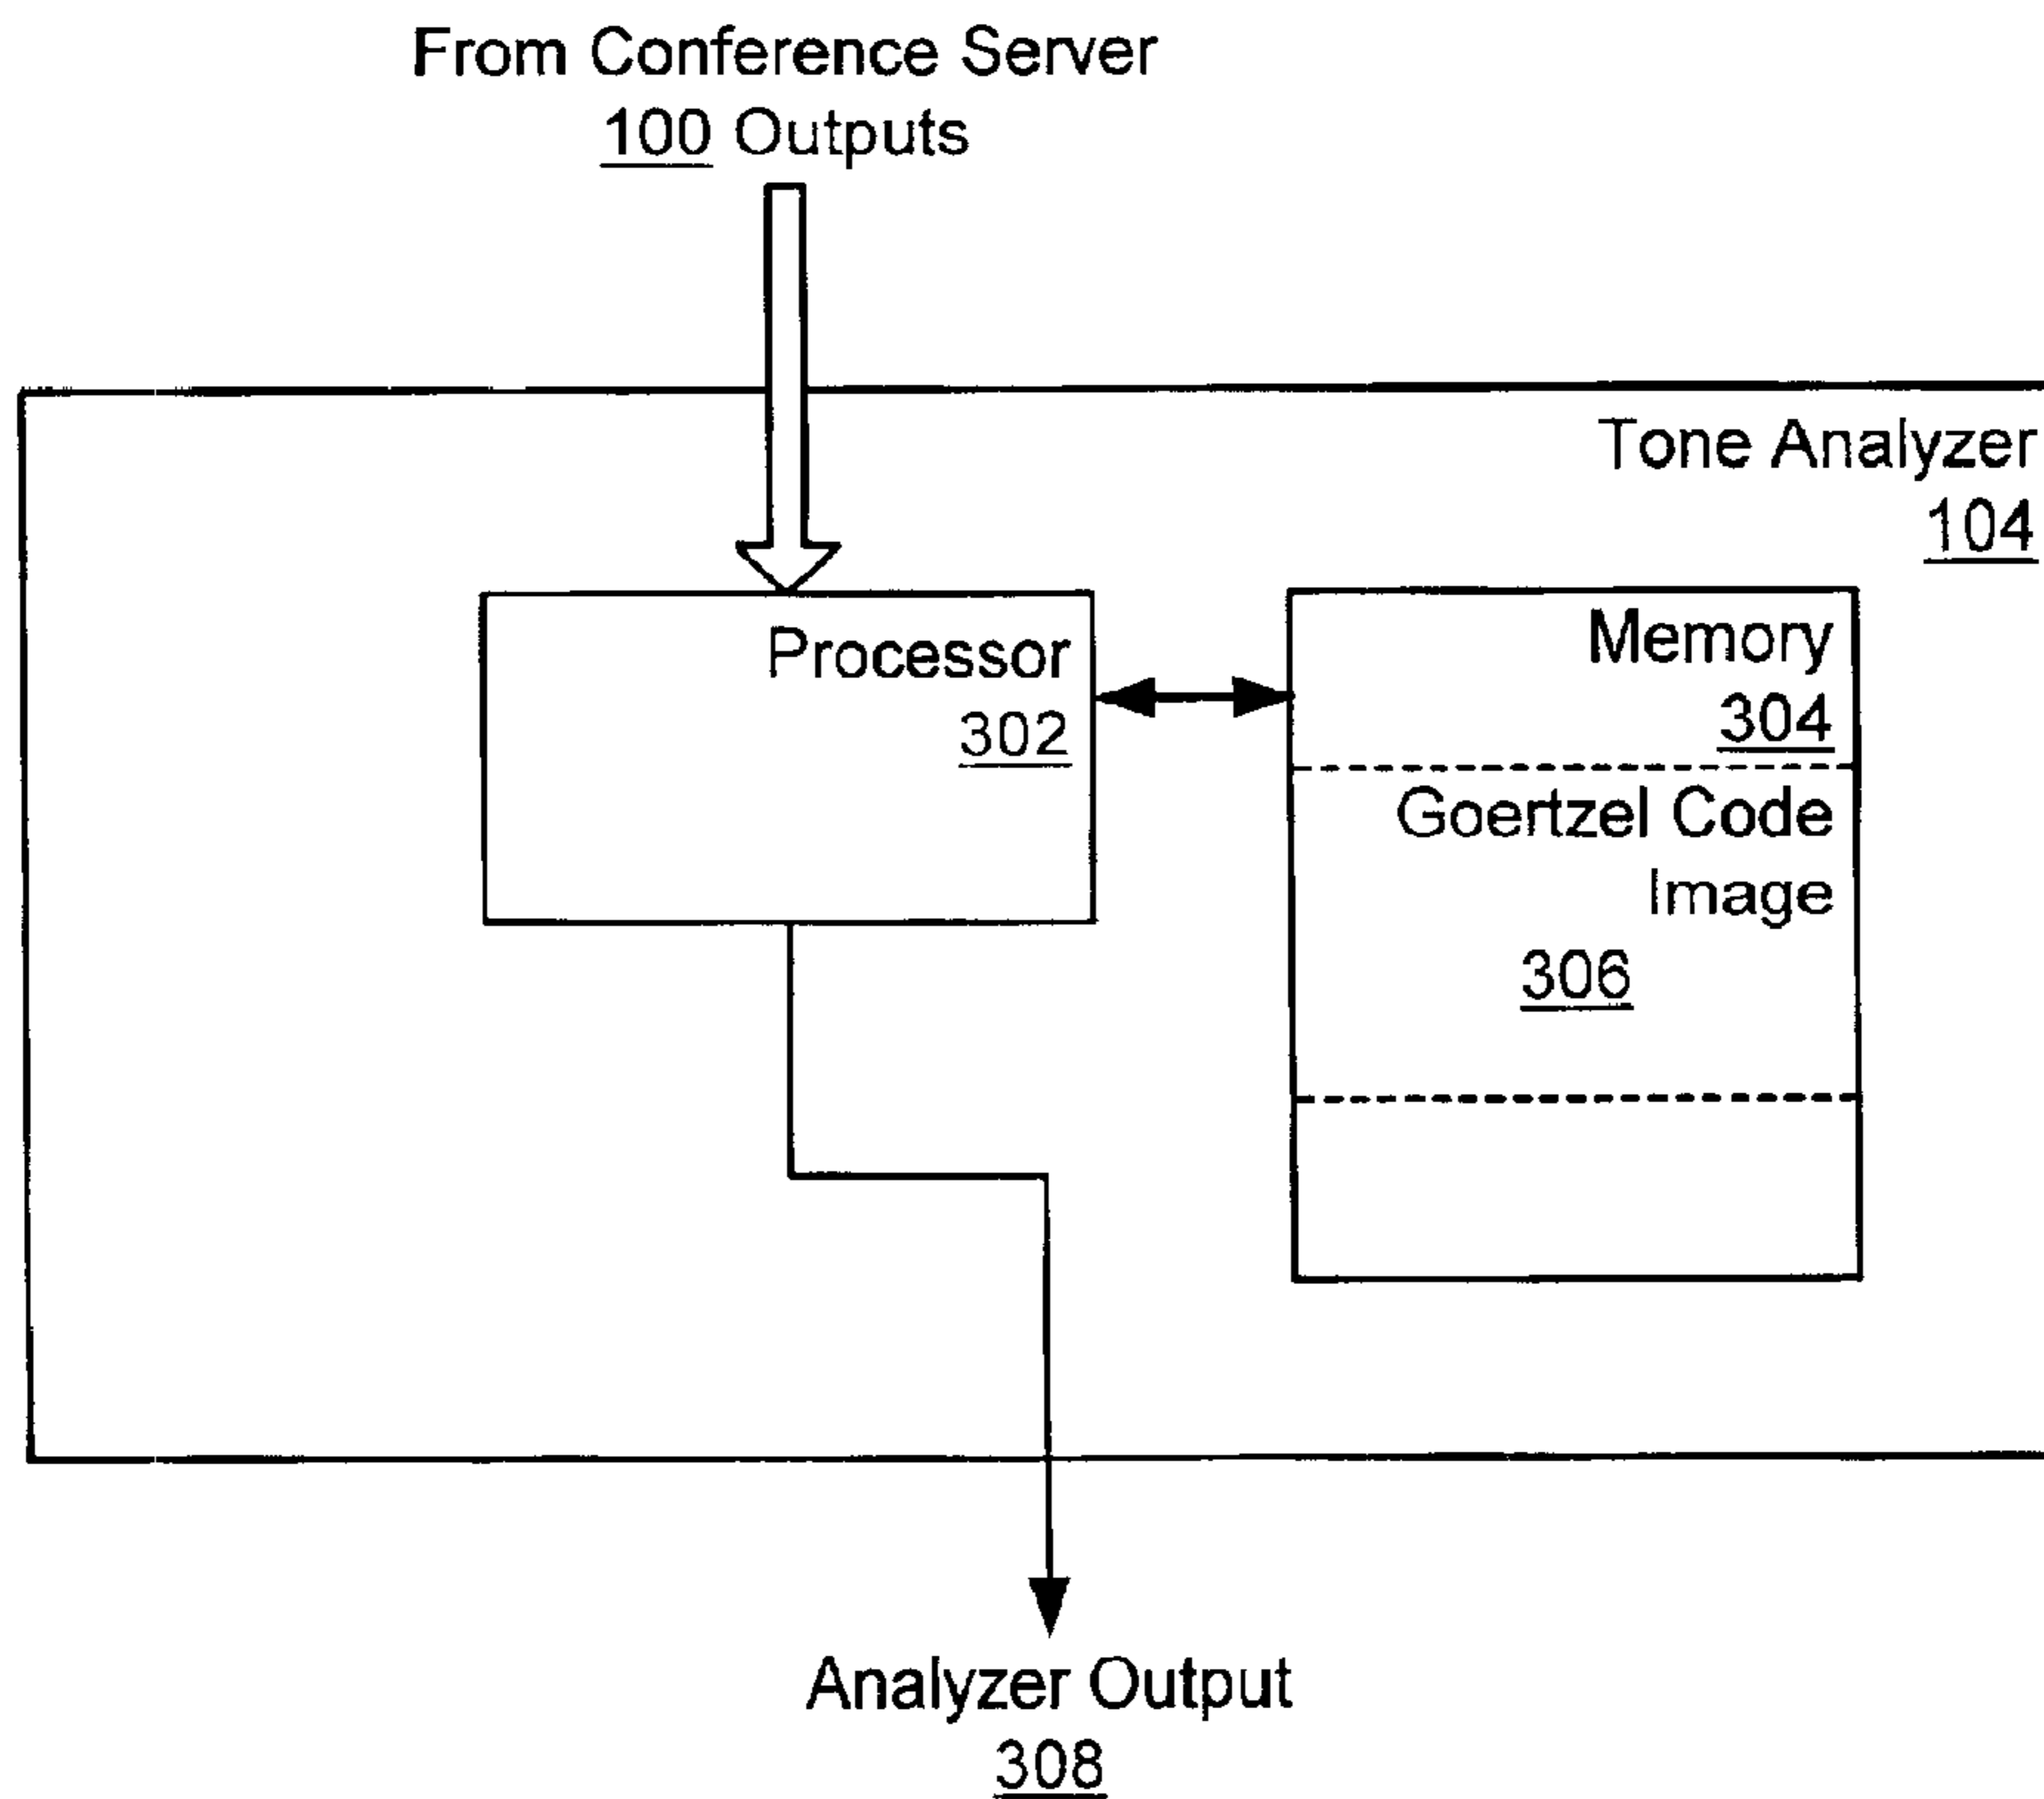 From Conference Server
100 Outputs
Tone Analyzer
104
Processor
302
Memory
304
Goertzel Code
Image
306
Analyzer Output
308